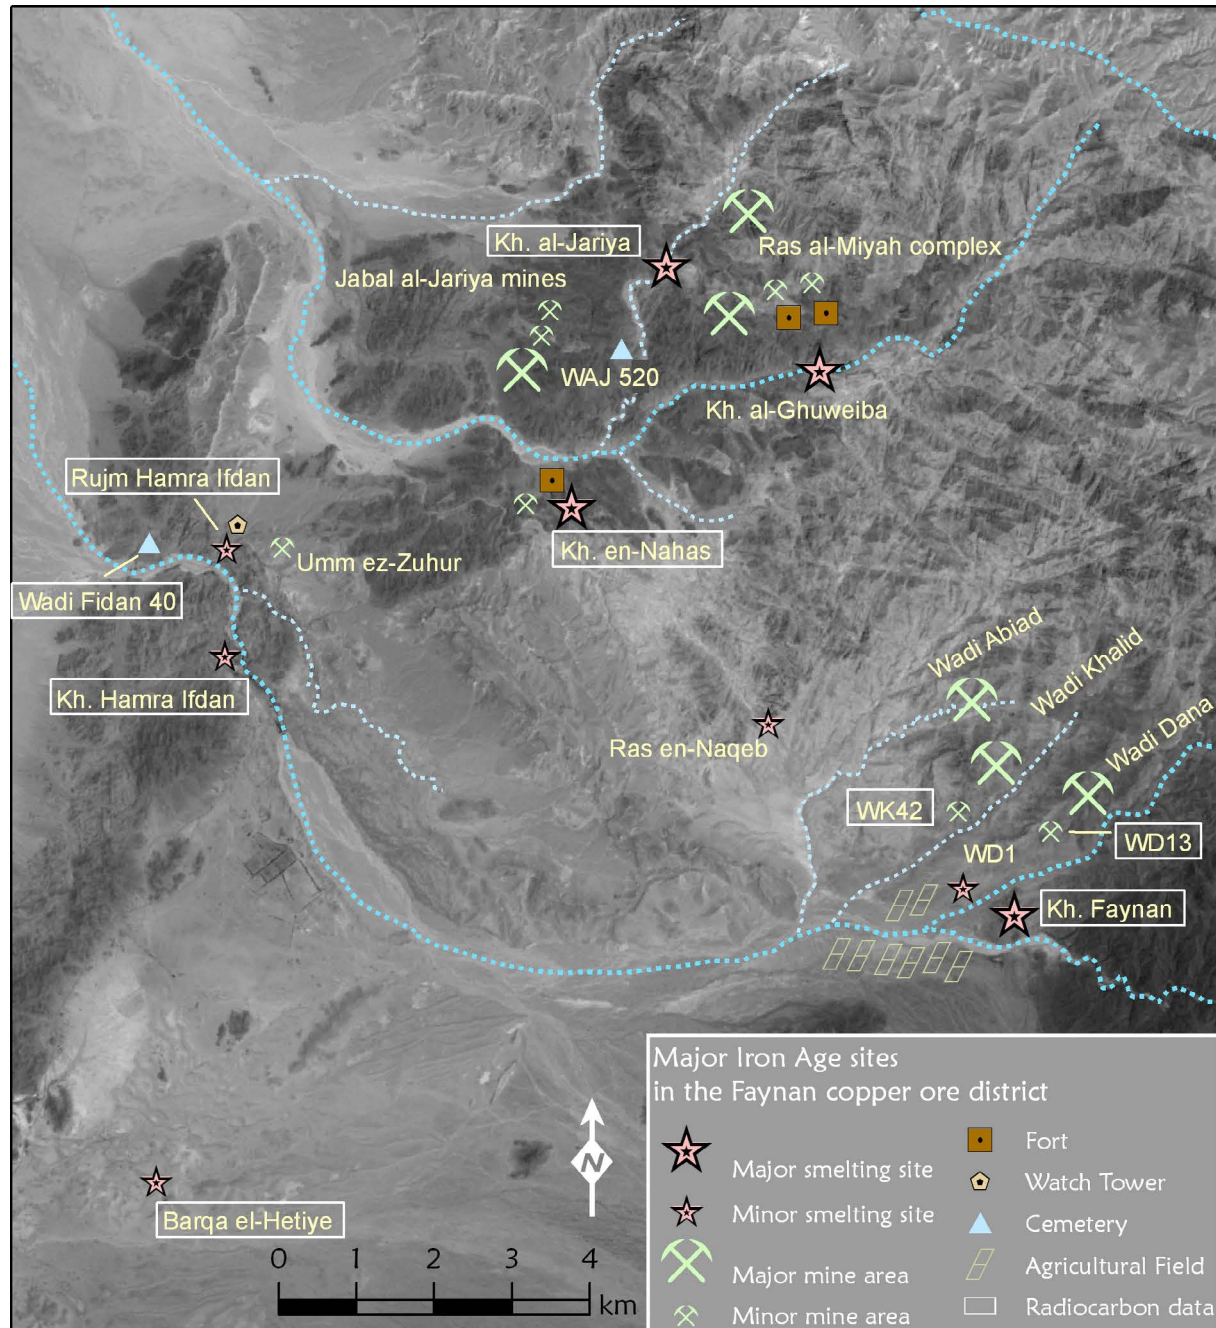 Kh. al-Jariya
Ras al-Miyah complex
Jabal al-Jariya mines
WAJ 520
Kh. al-Ghuweiba
Rujm Hamra Ifdan
Umm ez-Zuhur
Kh. en-Nahas
Wadi Fidan 40
Kh. Hamra Ifdan
Wadi Abiad
Wadi Khalid
Wadi Dana
Ras en-Naqeb
WK42
WD13
WD1
Kh. Faynan
Barqa el-Hetiye
N
0 1 2 3 4
km
Major Iron Age sites
in the Faynan copper ore district
Major smelting site
Minor smelting site
Major mine area
Minor mine area
Fort
Watch Tower
Cemetery
Agricultural Field
Radiocarbon data